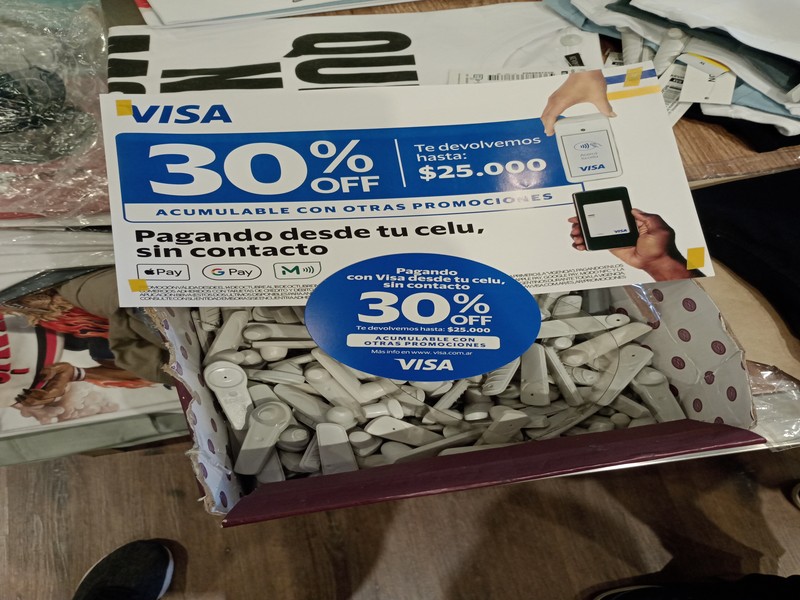 QUI
N
VISA
30% OFF
Te devolvemos
hasta:
$25.000
ACUMULABLE CON OTRAS PROMOCIONES
Pagando desde tu celu,
sin contacto
Pay
G Pay
M
VISA
VISA
Pagando
con Visa desde tu celu,
sin contacto
30% OFF
Te devolvemos hasta: $25.000
ACUMULABLE CON
OTRAS PROMOCIONES
Más info en www.visa.com.ar
VISA